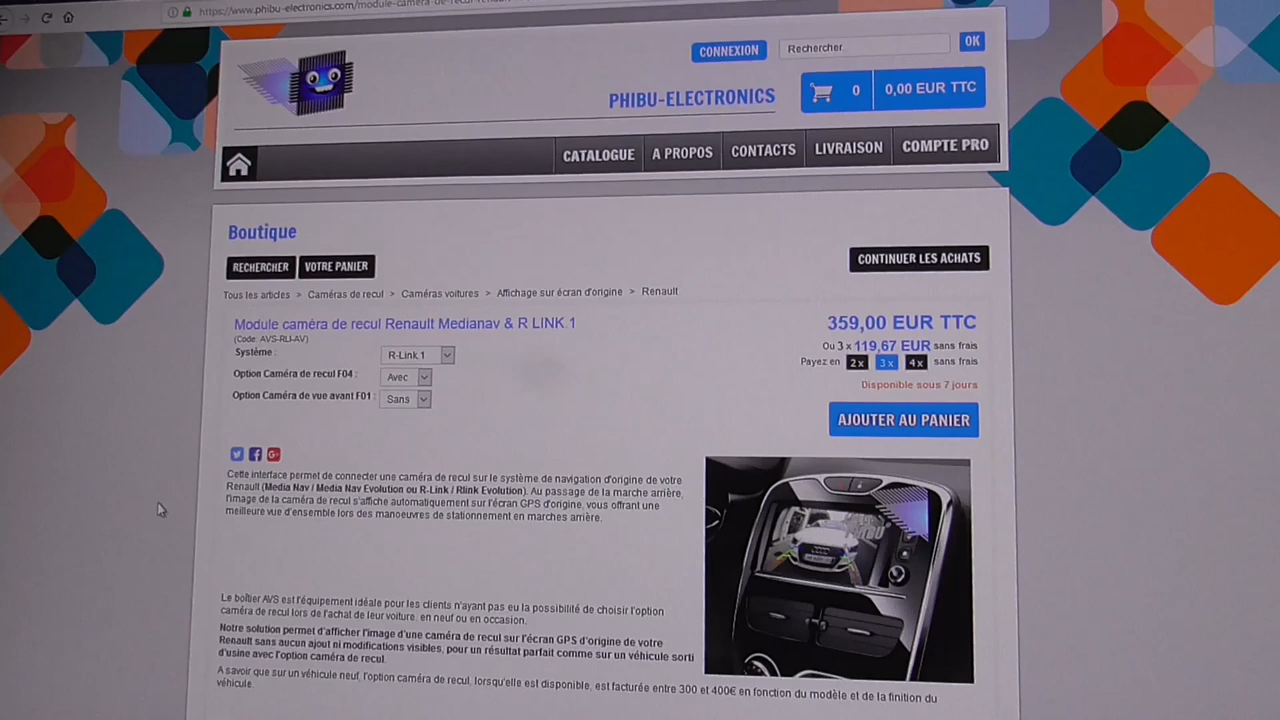 https://www.phibu-electronics.com/module-camera-de-recul-renault-
CONNEXION
Rechercher
OK
PHIBU-ELECTRONICS
0
0,00 EUR TTC
CATALOGUE
A PROPOS
CONTACTS
LIVRAISON
COMPTE PRO
Boutique
RECHERCHER
VOTRE PANIER
CONTINUER LES ACHATS
Tous les articles > Caméras de recul > Caméras voitures > Affichage sur écran d'origine > Renault
Module caméra de recul Renault Medianav & R LINK 1
359,00 EUR TTC
(Code: AVS-RLI-AV)
Ou 3 x 119,67 EUR sans frais
Système :
R-Link 1
Payez en 2x 3x 4x sans frais
Option Caméra de recul F04 :
Avec
Disponible sous 7 jours
Option Caméra de vue avant F01 :
Sans
AJOUTER AU PANIER
Cette interface permet de connecter une caméra de recul sur le système de navigation d'origine de votre
Renault (Media Nav / Media Nav Evolution ou R-Link / Rlink Evolution). Au passage de la marche arrière,
l'image de la caméra de recul s'affiche automatiquement sur l'écran GPS d'origine, vous offrant une
meilleure vue d'ensemble lors des manoeuvres de stationnement en marches arrière.
Le boîtier AVS est l'équipement idéale pour les clients n'ayant pas eu la possibilité de choisir l'option
caméra de recul lors de l'achat de leur voiture, en neuf ou en occasion.
Notre solution permet d'afficher l'image d'une caméra de recul sur l'écran GPS d'origine de votre
Renault sans aucun ajout ni modifications visibles, pour un résultat parfait comme sur un véhicule sorti
d'usine avec l'option caméra de recul.
A savoir que sur un véhicule neuf, l'option caméra de recul, lorsqu'elle est disponible, est facturée entre 300 et 400€ en fonction du modèle et de la finition du
véhicule.